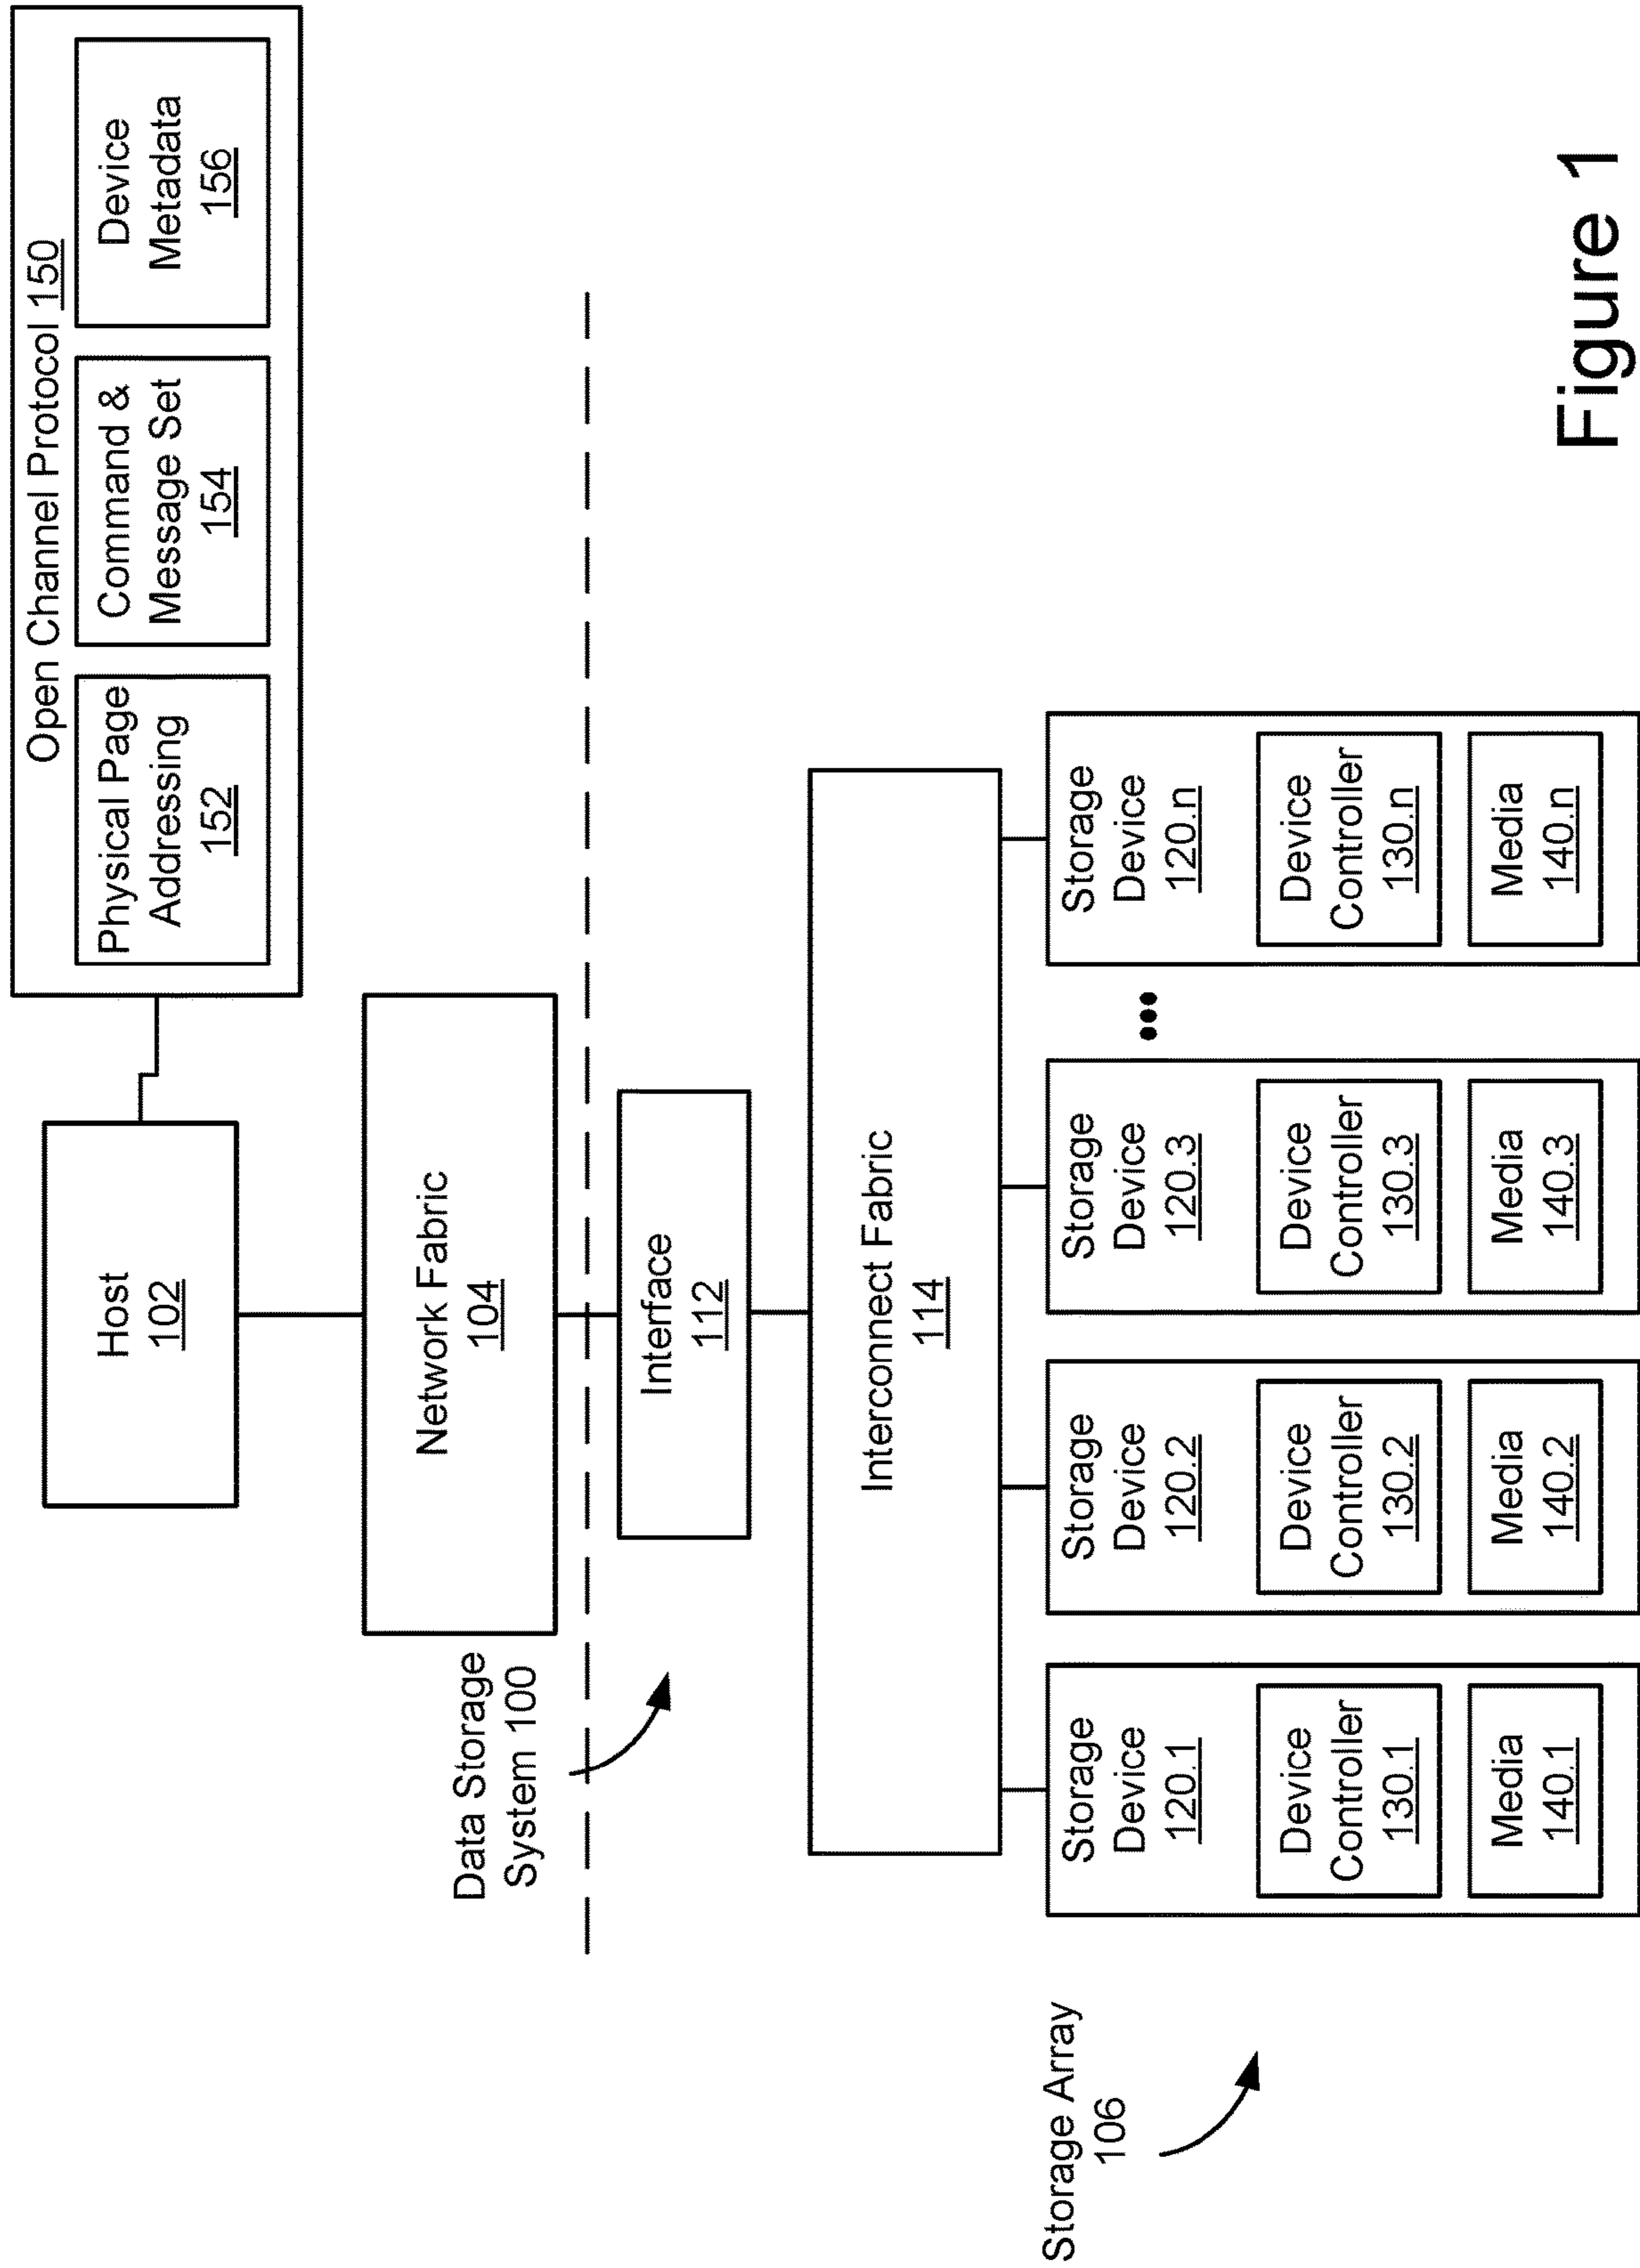 Open Channel Protocol 150
Physical Page
Addressing
152
Command &
Message Set
154
Device
Metadata
156
Host
102
Network Fabric
104
Data Storage
System 100
Interface
112
Interconnect Fabric
114
Storage Array
106
Storage
Device
120.1
Device
Controller
130.1
Media
140.1
Storage
Device
120.2
Device
Controller
130.2
Media
140.2
Storage
Device
120.3
Device
Controller
130.3
Media
140.3
•••
Storage
Device
120.n
Device
Controller
130.n
Media
140.n
Figure 1